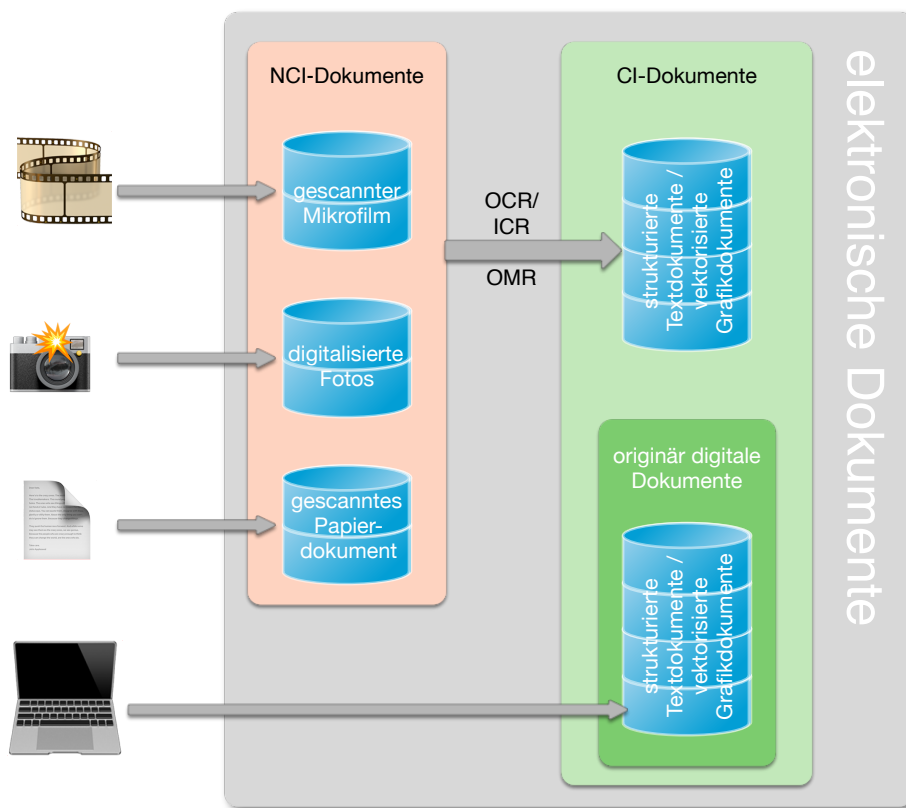 NCI-Dokumente
gescannter
Mikrofilm
digitalisierte
Fotos
gescanntes
Papier-
dokument
OCR/
ICR
OMR
CI-Dokumente
strukturierte
Textdokumente /
vektorisierte
Grafikdokumente
originär digitale
Dokumente
strukturierte
Textdokumente /
vektorisierte
Grafikdokumente
elektronische Dokumente